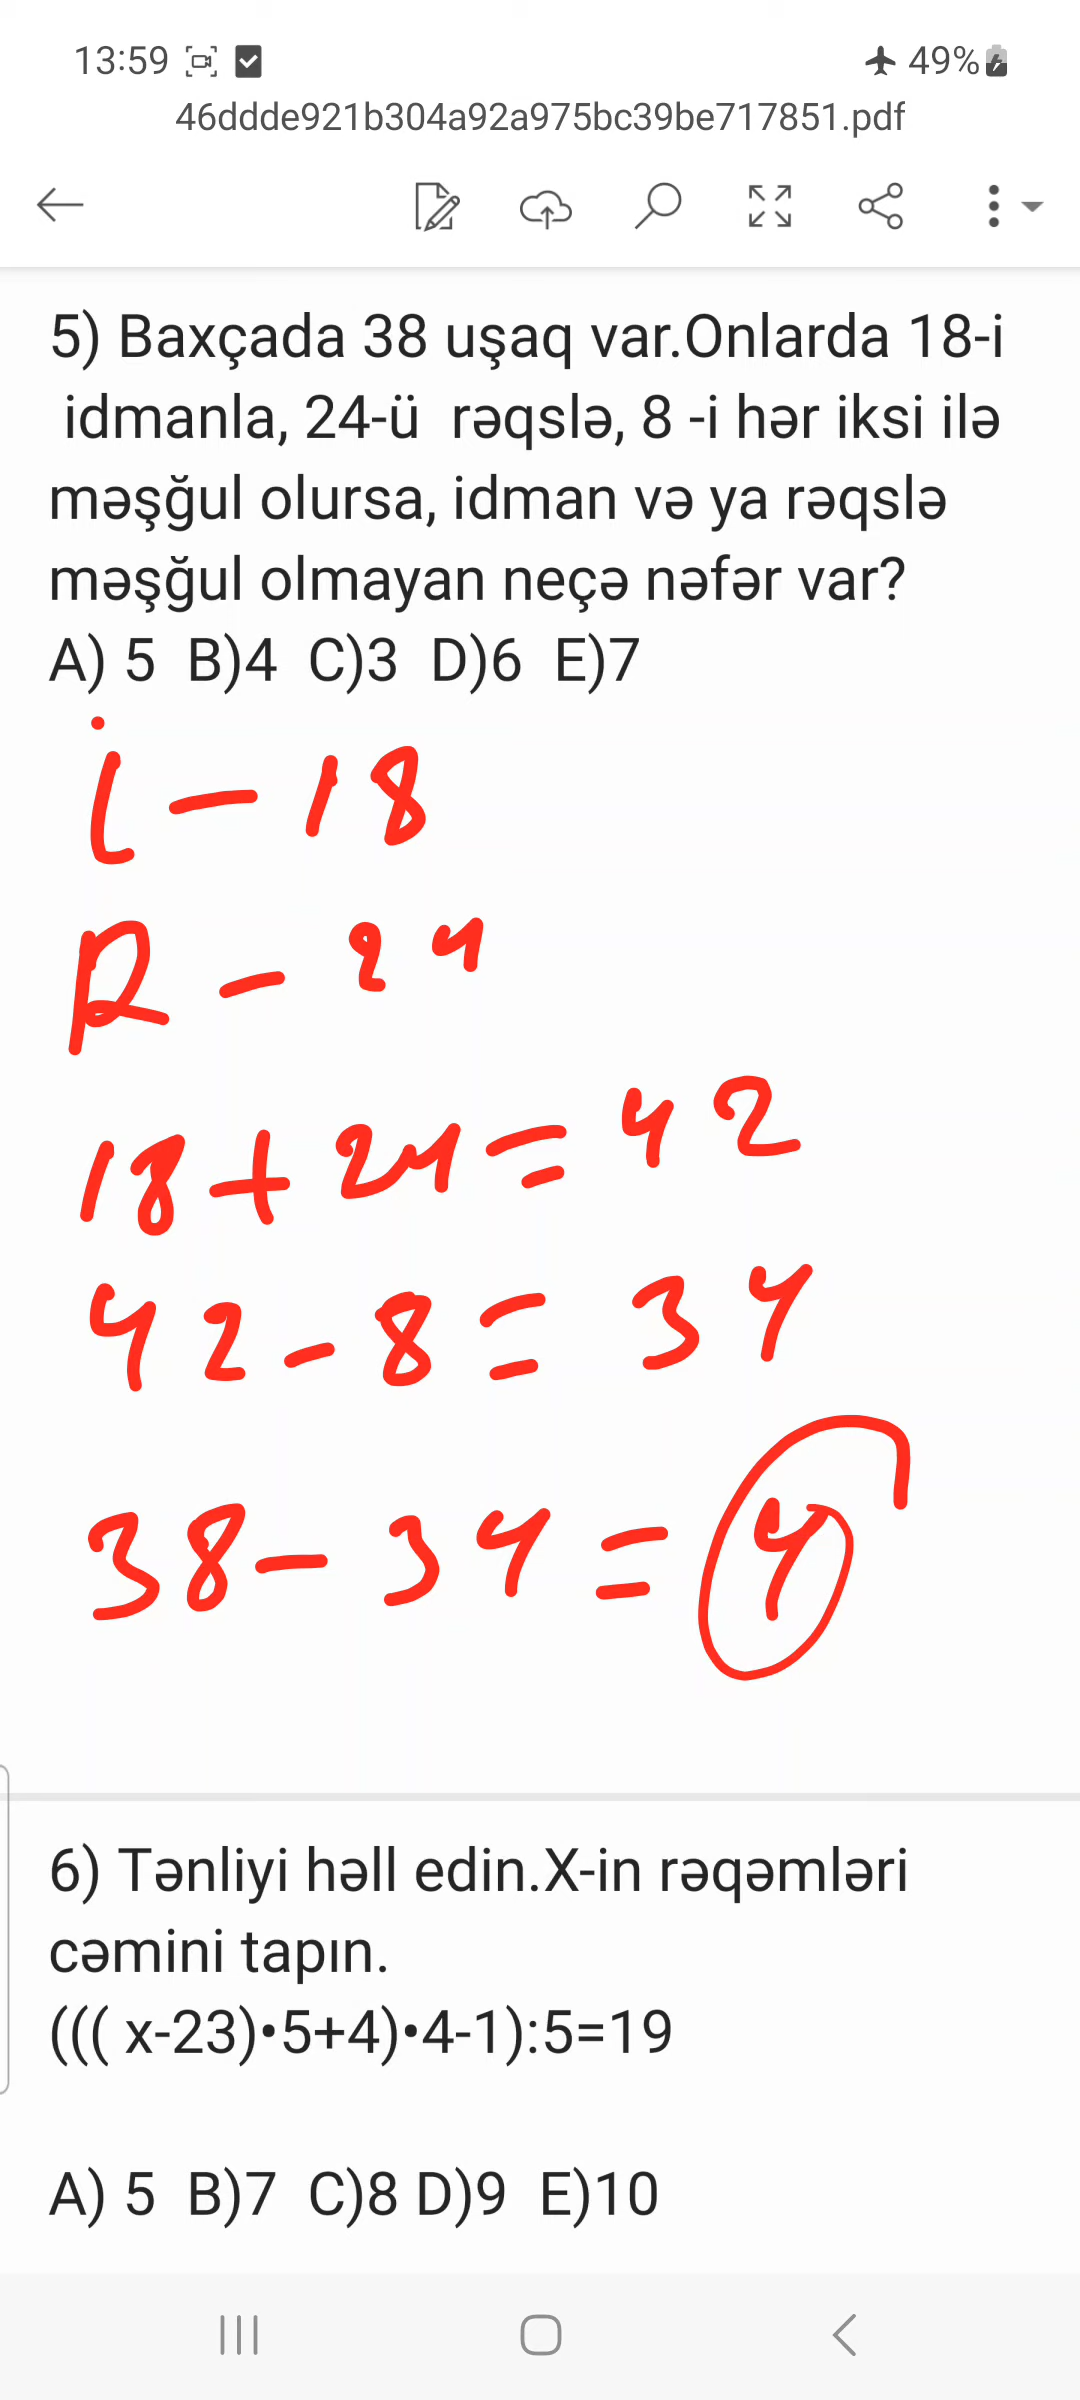 13:59 49%
46ddde921b304a92a975bc39be717851.pdf
5) Baxçada 38 uşaq var.Onlarda 18-i
idmanla, 24-ü rəqslə, 8 -i hər iksi ilə
məşğul olursa, idman və ya rəqslə
məşğul olmayan neçə nəfər var?
A) 5 B)4 C)3 D)6 E)7
İ - 18
R - 24
18 + 24 = 42
42 - 8 = 34
38 - 34 = 4
6) Tənliyi həll edin.X-in rəqəmləri
cəmini tapın.
((( x-23)•5+4)•4-1):5=19
A) 5 B)7 C)8 D)9 E)10